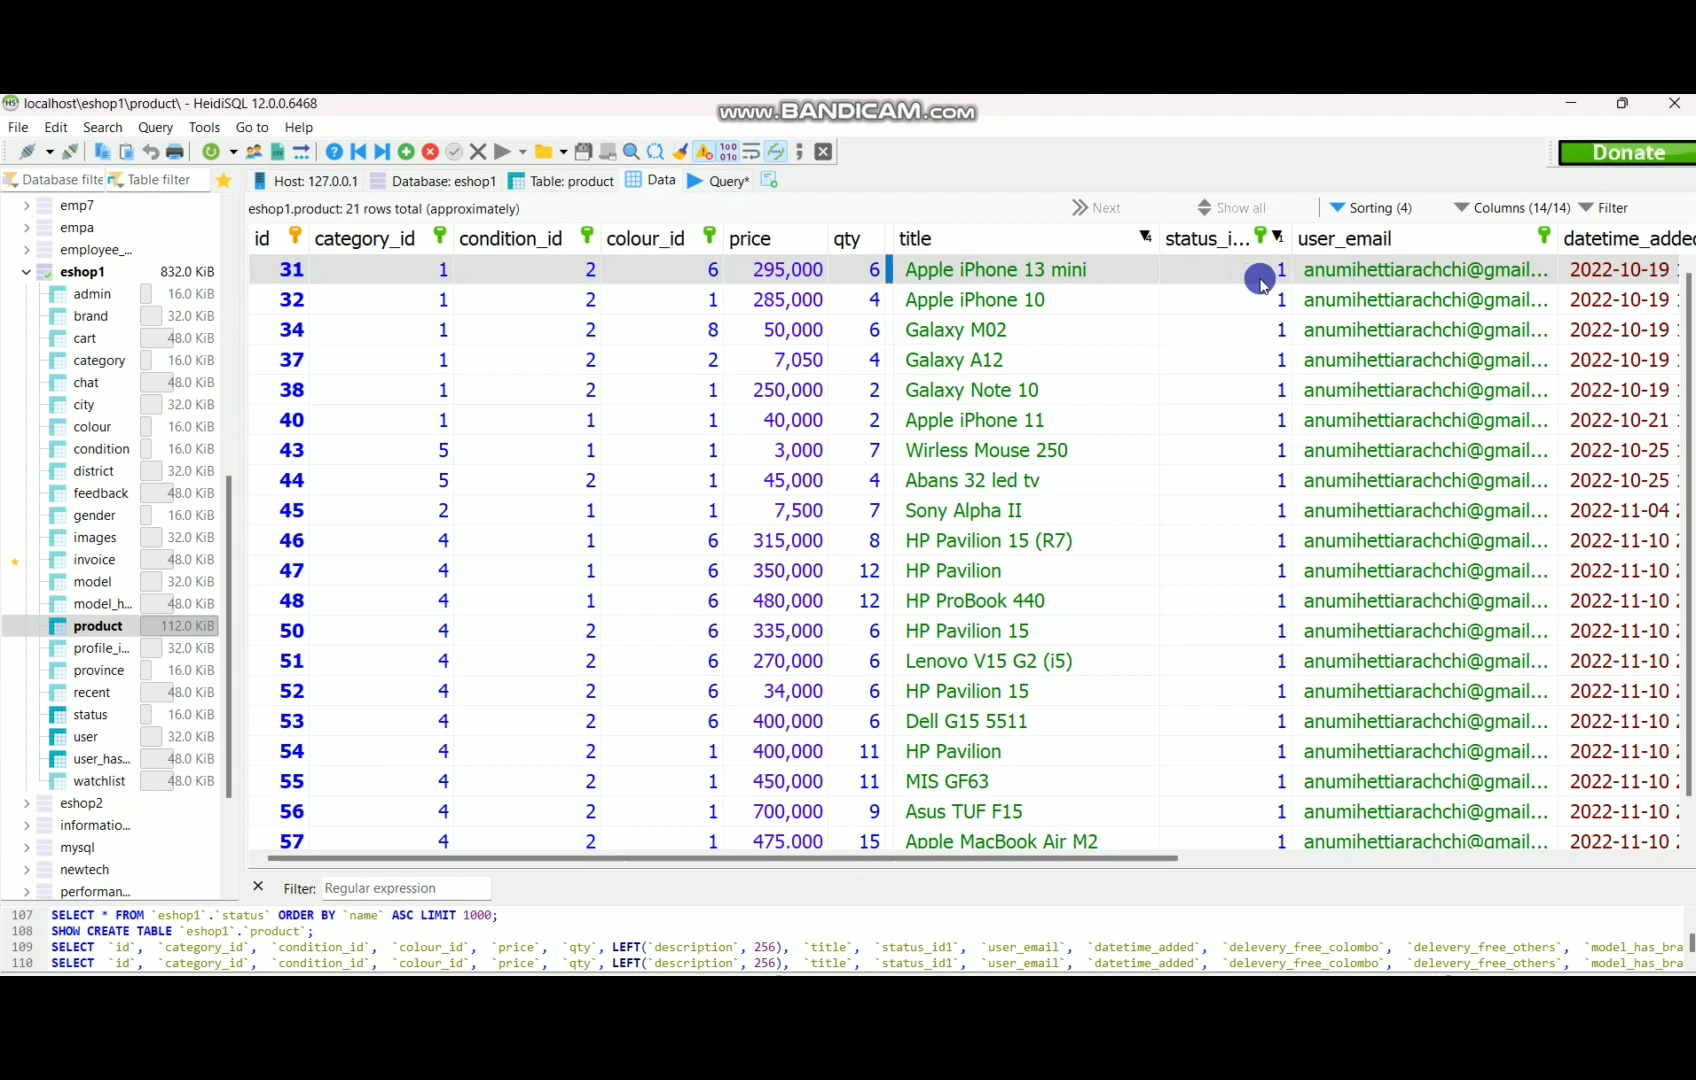 localhost\eshop1\product\ - HeidiSQL 12.0.0.6468
www.BANDICAM.com
File Edit Search Query Tools Go to Help
Donate
Database filte Table filter Host: 127.0.0.1 Database: eshop1 Table: product Data Query*
eshop1.product: 21 rows total (approximately) Next Show all Sorting (4) Columns (14/14) Filter
id category_id condition_id colour_id price qty title 4 status_i... 1 user_email datetime_added
31 1 2 6 295,000 6 Apple iPhone 13 mini 1 anumihettiarachchi@gmail... 2022-10-19
32 1 2 1 285,000 4 Apple iPhone 10 1 anumihettiarachchi@gmail... 2022-10-19
34 1 2 8 50,000 6 Galaxy M02 1 anumihettiarachchi@gmail... 2022-10-19
37 1 2 2 7,050 4 Galaxy A12 1 anumihettiarachchi@gmail... 2022-10-19
38 1 2 1 250,000 2 Galaxy Note 10 1 anumihettiarachchi@gmail... 2022-10-19
40 1 1 1 40,000 2 Apple iPhone 11 1 anumihettiarachchi@gmail... 2022-10-21
43 5 1 1 3,000 7 Wirless Mouse 250 1 anumihettiarachchi@gmail... 2022-10-25
44 5 2 1 45,000 4 Abans 32 led tv 1 anumihettiarachchi@gmail... 2022-10-25
45 2 1 1 7,500 7 Sony Alpha II 1 anumihettiarachchi@gmail... 2022-11-04
46 4 1 6 315,000 8 HP Pavilion 15 (R7) 1 anumihettiarachchi@gmail... 2022-11-10
47 4 1 6 350,000 12 HP Pavilion 1 anumihettiarachchi@gmail... 2022-11-10
48 4 1 6 480,000 12 HP ProBook 440 1 anumihettiarachchi@gmail... 2022-11-10
50 4 2 6 335,000 6 HP Pavilion 15 1 anumihettiarachchi@gmail... 2022-11-10
51 4 2 6 270,000 6 Lenovo V15 G2 (i5) 1 anumihettiarachchi@gmail... 2022-11-10
52 4 2 6 34,000 6 HP Pavilion 15 1 anumihettiarachchi@gmail... 2022-11-10
53 4 2 6 400,000 6 Dell G15 5511 1 anumihettiarachchi@gmail... 2022-11-10
54 4 2 1 400,000 11 HP Pavilion 1 anumihettiarachchi@gmail... 2022-11-10
55 4 2 1 450,000 11 MIS GF63 1 anumihettiarachchi@gmail... 2022-11-10
56 4 2 1 700,000 9 Asus TUF F15 1 anumihettiarachchi@gmail... 2022-11-10
57 4 2 1 475,000 15 Apple MacBook Air M2 1 anumihettiarachchi@gmail... 2022-11-10
emp7
empa
employee_...
eshop1 832.0 KiB
admin 16.0 KiB
brand 32.0 KiB
cart 48.0 KiB
category 16.0 KiB
chat 48.0 KiB
city 32.0 KiB
colour 16.0 KiB
condition 16.0 KiB
district 32.0 KiB
feedback 48.0 KiB
gender 16.0 KiB
images 32.0 KiB
invoice 48.0 KiB
model 32.0 KiB
model_h... 48.0 KiB
product 112.0 KiB
profile_i... 32.0 KiB
province 16.0 KiB
recent 48.0 KiB
status 16.0 KiB
user 32.0 KiB
user_has... 48.0 KiB
watchlist 48.0 KiB
eshop2
informatio...
mysql
newtech
performan...
Filter: Regular expression
107 SELECT * FROM `eshop1`.`status` ORDER BY `name` ASC LIMIT 1000;
108 SHOW CREATE TABLE `eshop1`.`product`;
109 SELECT `id`, `category_id`, `condition_id`, `colour_id`, `price`, `qty`, LEFT(`description`, 256), `title`, `status_id1`, `user_email`, `datetime_added`, `delevery_free_colombo`, `delevery_free_others`, `model_has_bra
110 SELECT `id`, `category_id`, `condition_id`, `colour_id`, `price`, `qty`, LEFT(`description`, 256), `title`, `status_id1`, `user_email`, `datetime_added`, `delevery_free_colombo`, `delevery_free_others`, `model_has_bra